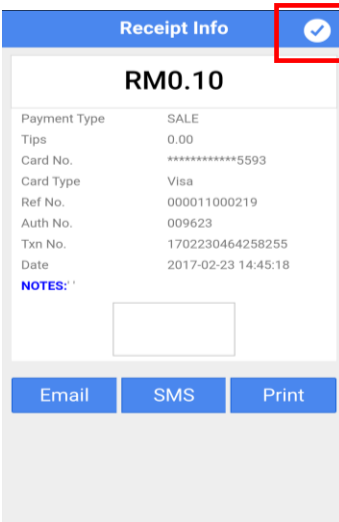 Receipt Info
RM0.10
Payment Type SALE
Tips 0.00
Card No. ************5593
Card Type Visa
Ref No. 000011000219
Auth No. 009623
Txn No. 1702230464258255
Date 2017-02-23 14:45:18
NOTES:' '
Email SMS Print